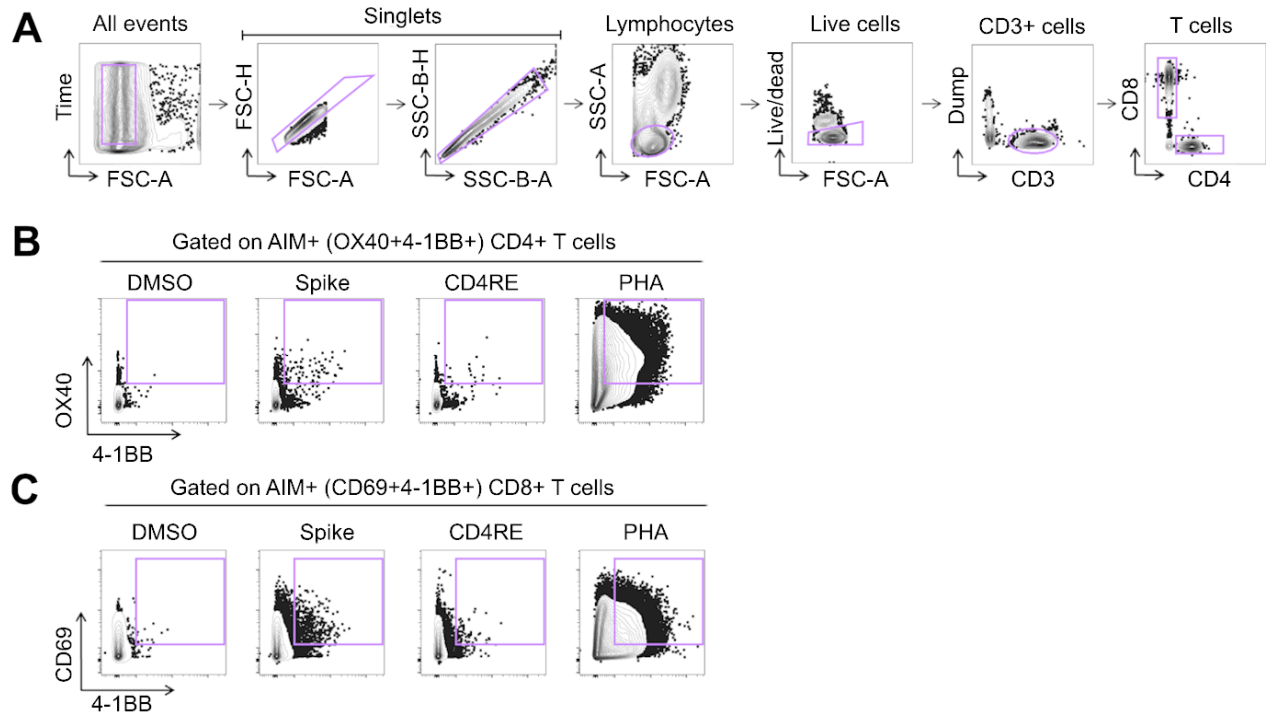 A
All events
Singlets
Lymphocytes
Live cells
CD3+ cells
T cells
Time
FSC-A
FSC-H
FSC-A
SSC-B-H
SSC-B-A
SSC-A
FSC-A
Live/dead
FSC-A
Dump
CD3
CD8
CD4
B
Gated on AIM+ (OX40+4-1BB+) CD4+ T cells
DMSO
Spike
CD4RE
PHA
OX40
4-1BB
C
Gated on AIM+ (CD69+4-1BB+) CD8+ T cells
DMSO
Spike
CD4RE
PHA
CD69
4-1BB